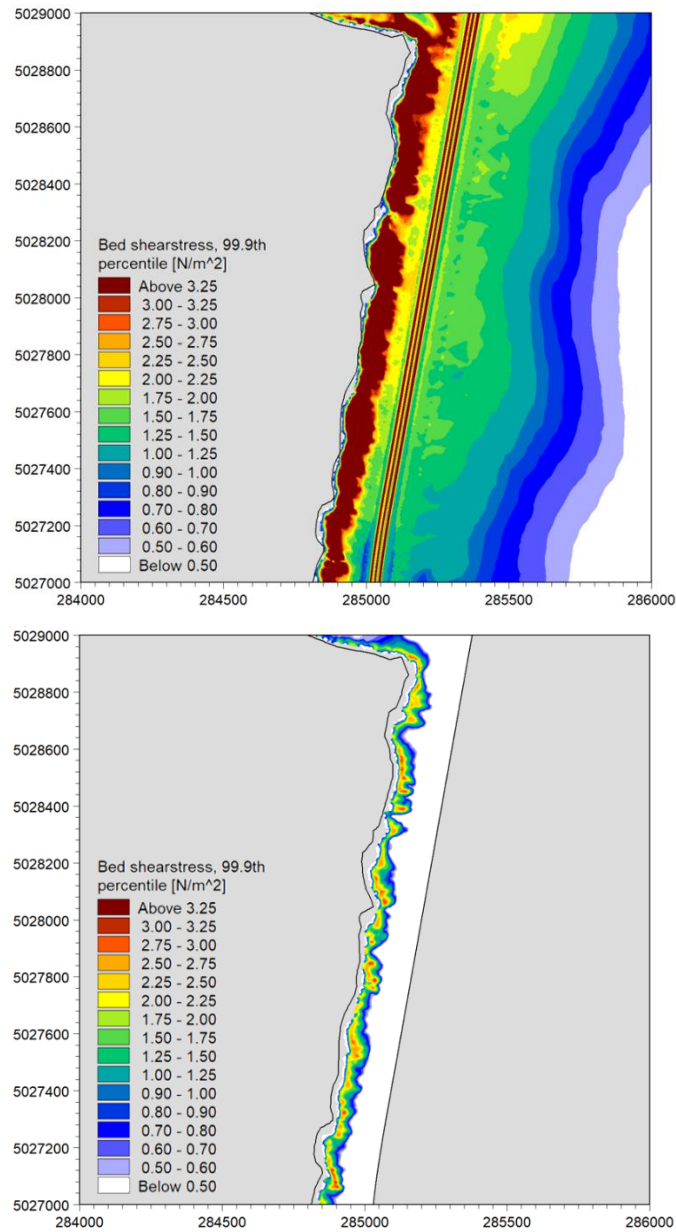 5029000
5028800
5028600
5028400
5028200
5028000
5027800
5027600
5027400
5027200
5027000
Bed shearstress, 99.9th
percentile [N/m^2]
Above 3.25
3.00 - 3.25
2.75 - 3.00
2.50 - 2.75
2.25 - 2.50
2.00 - 2.25
1.75 - 2.00
1.50 - 1.75
1.25 - 1.50
1.00 - 1.25
0.90 - 1.00
0.80 - 0.90
0.70 - 0.80
0.60 - 0.70
0.50 - 0.60
Below 0.50
284000 284500 285000 285500 286000
5029000
5028800
5028600
5028400
5028200
5028000
5027800
5027600
5027400
5027200
5027000
Bed shearstress, 99.9th
percentile [N/m^2]
Above 3.25
3.00 - 3.25
2.75 - 3.00
2.50 - 2.75
2.25 - 2.50
2.00 - 2.25
1.75 - 2.00
1.50 - 1.75
1.25 - 1.50
1.00 - 1.25
0.90 - 1.00
0.80 - 0.90
0.70 - 0.80
0.60 - 0.70
0.50 - 0.60
Below 0.50
284000 284500 285000 285500 286000